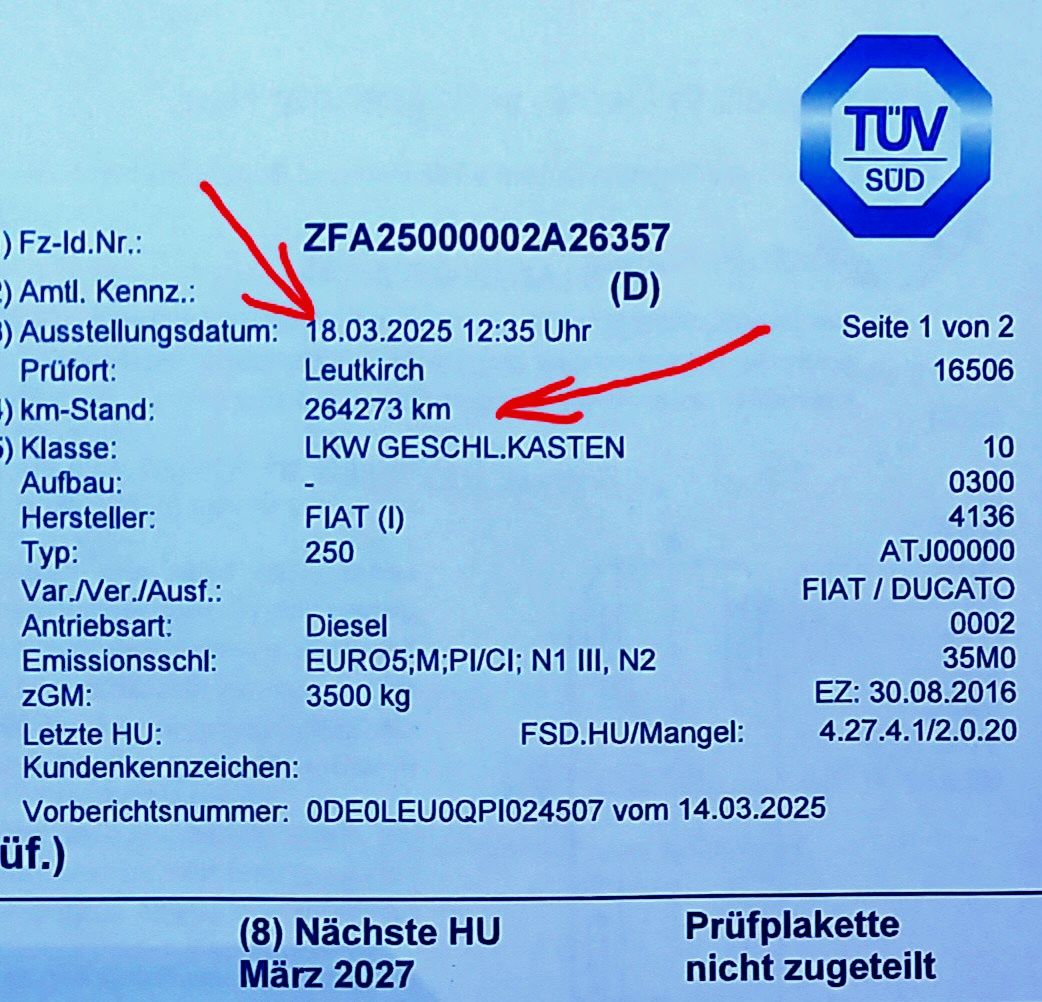 TÜV
SÜD
) Fz-Id.Nr.: ZFA25000002A26357
) Amtl. Kennz.: (D)
) Ausstellungsdatum: 18.03.2025 12:35 Uhr Seite 1 von 2
Prüfort: Leutkirch 16506
) km-Stand: 264273 km
) Klasse: LKW GESCHL.KASTEN 10
Aufbau: - 0300
Hersteller: FIAT (I) 4136
Typ: 250 ATJ00000
Var./Ver./Ausf.: FIAT / DUCATO
Antriebsart: Diesel 0002
Emissionsschl: EURO5;M;PI/CI; N1 III, N2 35M0
zGM: 3500 kg EZ: 30.08.2016
Letzte HU: FSD.HU/Mangel: 4.27.4.1/2.0.20
Kundenkennzeichen:
Vorberichtsnummer: 0DE0LEU0QPI024507 vom 14.03.2025
üf.)
(8) Nächste HU Prüfplakette
März 2027 nicht zugeteilt